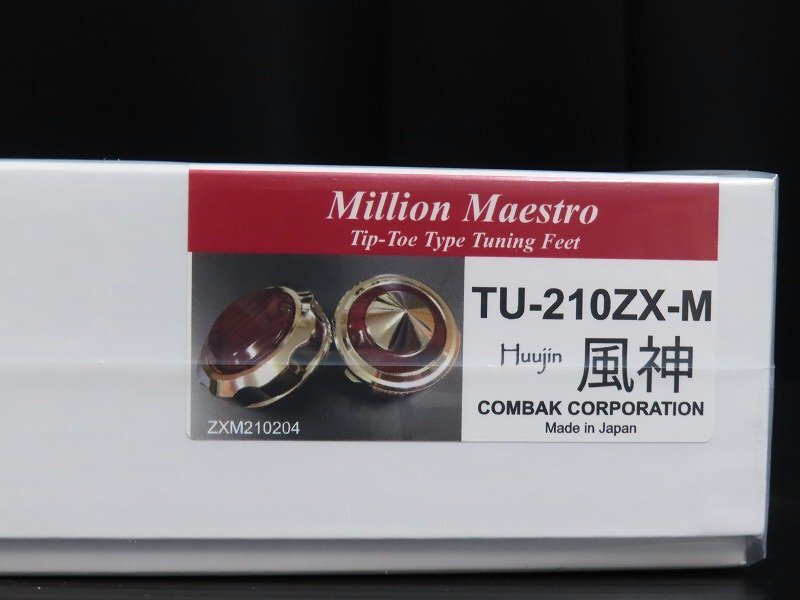 Million Maestro
Tip-Toe Type Tuning Feet
TU-210ZX-M
Huujin 風神
COMBAK CORPORATION
Made in Japan
ZXM210204